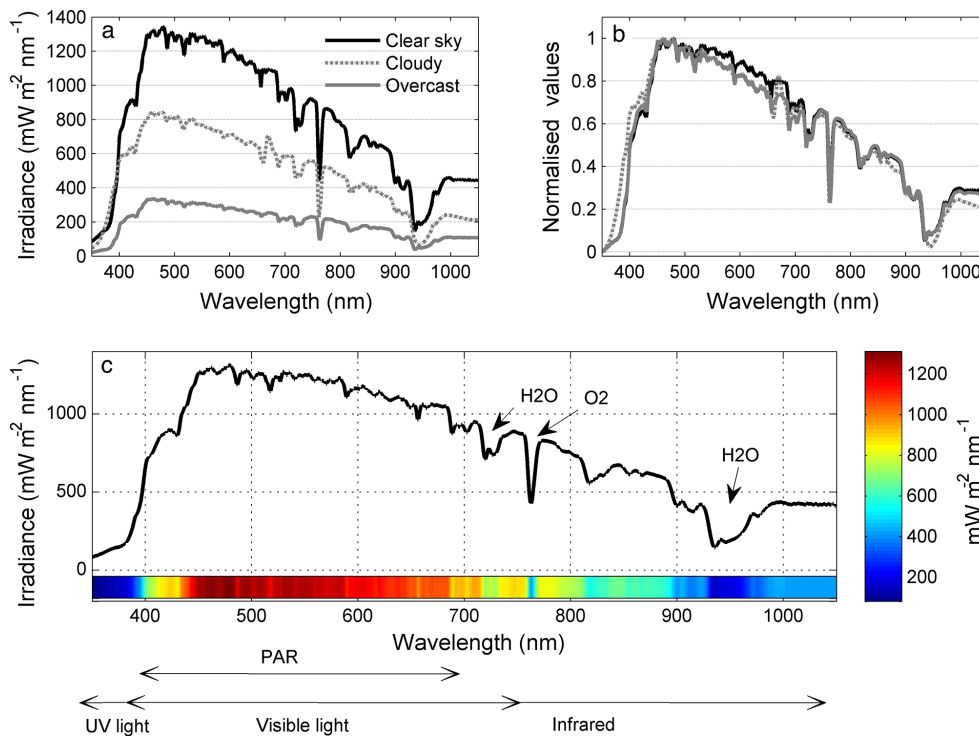 a
Irradiance (mW m-2 nm-1)
1400
1200
1000
800
600
400
200
0
Clear sky
Cloudy
Overcast
400 500 600 700 800 900 1000
Wavelength (nm)
b
Normalised values
1
0.8
0.6
0.4
0.2
0
400 500 600 700 800 900 1000
Wavelength (nm)
c
Irradiance (mW m-2 nm-1)
1000
500
0
H2O
O2
H2O
400 500 600 700 800 900 1000
Wavelength (nm)
1200
1000
800
600
400
200
mW m-2 nm-1
PAR
UV light Visible light Infrared